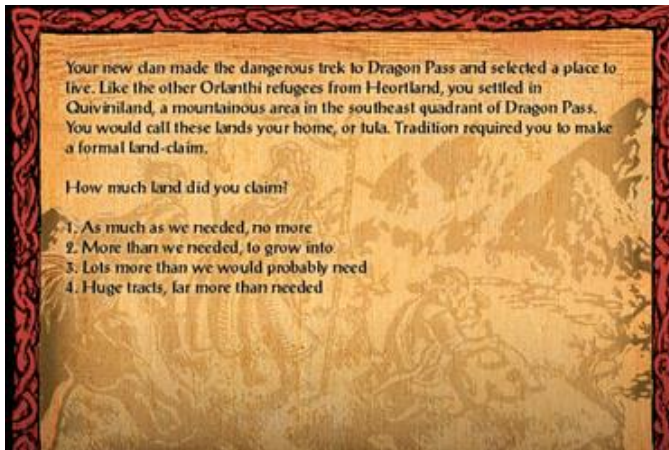 Your new clan made the dangerous trek to Dragon Pass and selected a place to
live. Like the other Orlanthi refugees from Heortland, you settled in
Quiviniland, a mountainous area in the southeast quadrant of Dragon Pass.
You would call these lands your home, or tula. Tradition required you to make
a formal land-claim.
How much land did you claim?
1. As much as we needed, no more
2. More than we needed, to grow into
3. Lots more than we would probably need
4. Huge tracts, far more than needed